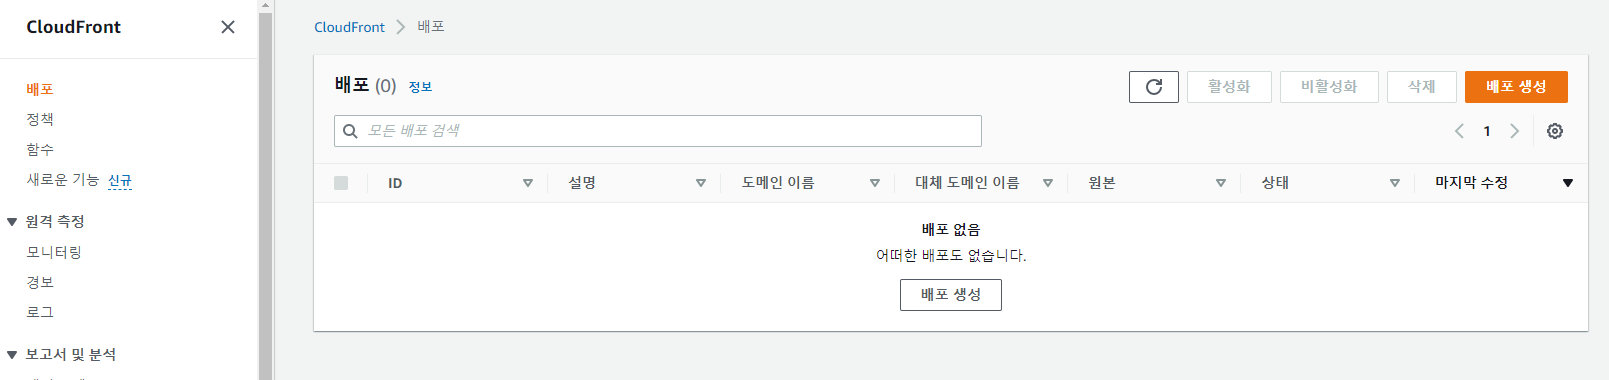 CloudFront
배포
정책
함수
새로운 기능 신규
원격 측정
모니터링
경보
로그
보고서 및 분석
CloudFront > 배포
배포 (0) 정보
활성화 비활성화 삭제 배포 생성
모든 배포 검색
1
ID 설명 도메인 이름 대체 도메인 이름 원본 상태 마지막 수정
배포 없음
어떠한 배포도 없습니다.
배포 생성